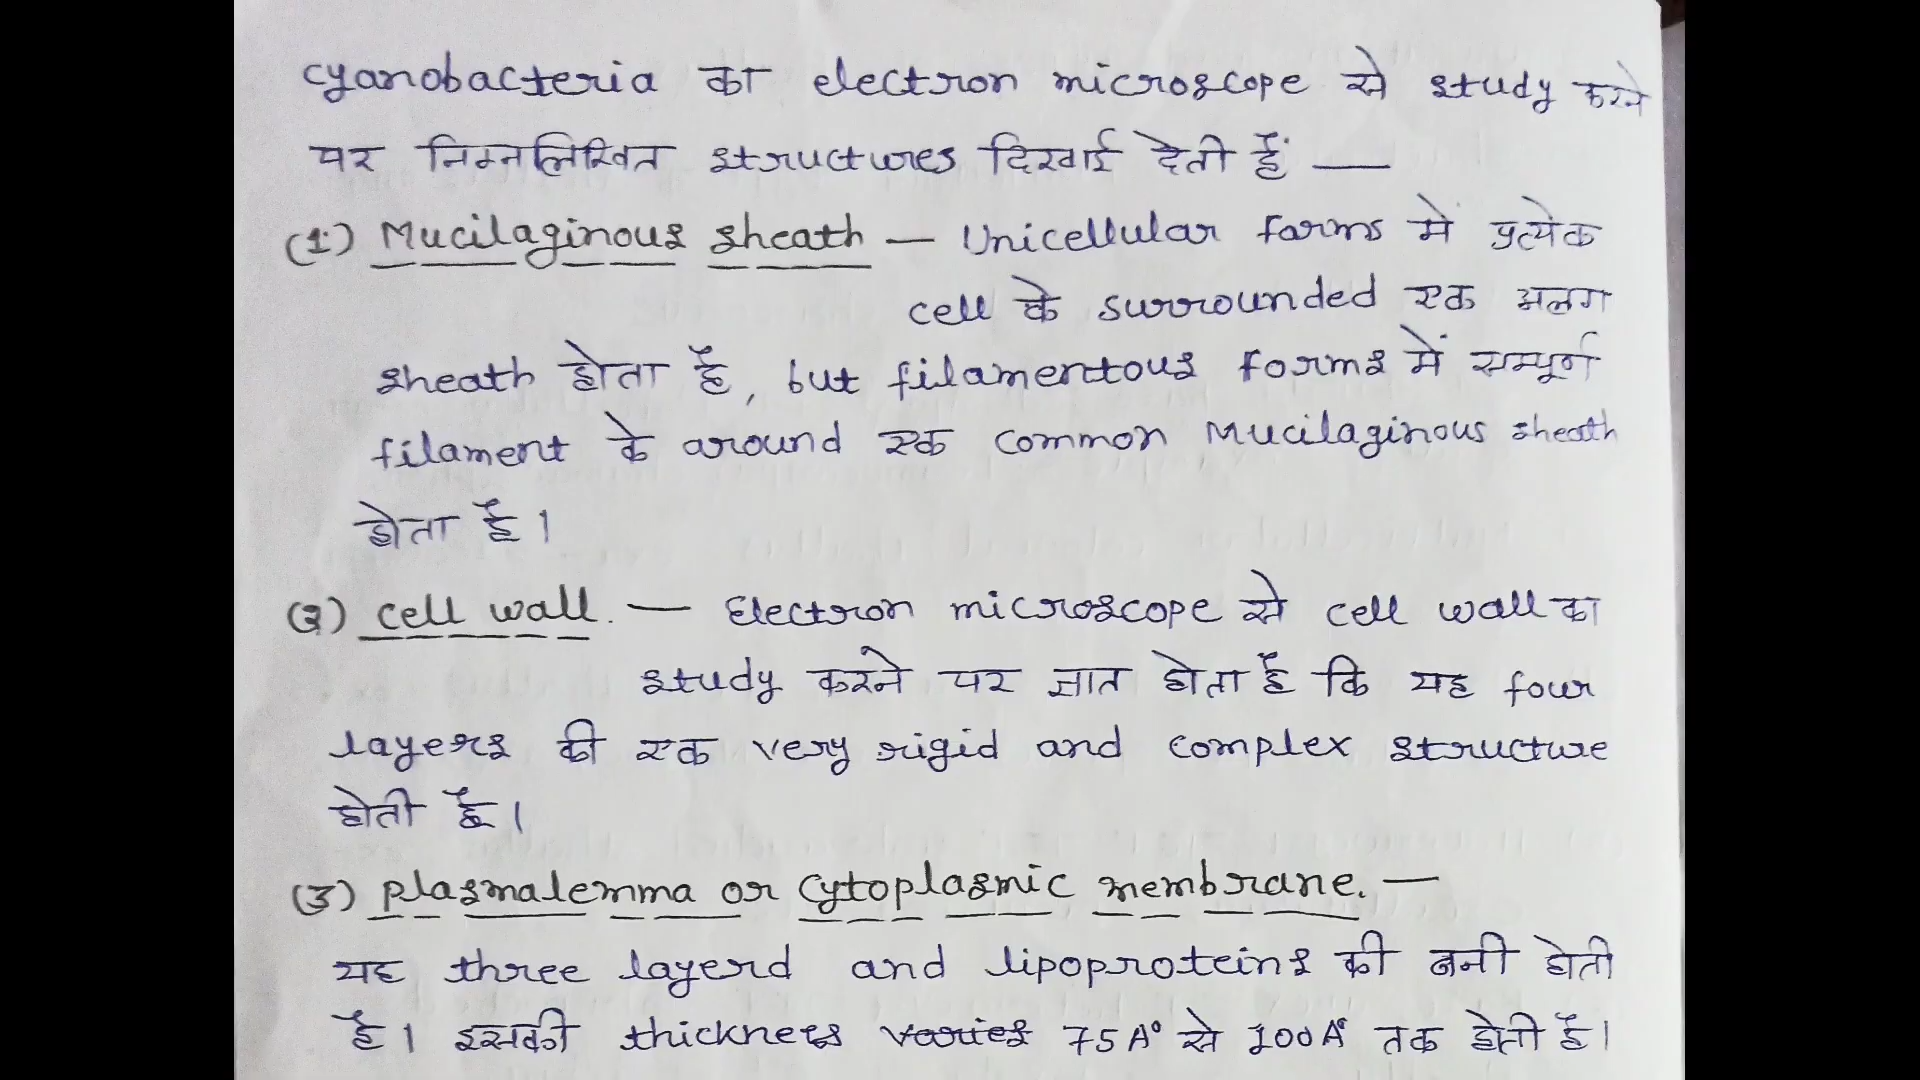 cyanobacteria का electron microscope से study करने
पर निम्नलिखित structures दिखाई देती हैं —
(1) Mucilaginous sheath — Unicellular forms में प्रत्येक
cell के surrounded एक अलग
sheath होता है, but filamentous forms में सम्पूर्ण
filament के around एक common Mucilaginous sheath
होता है।
(2) cell wall. — Electron microscope से cell wall का
study करने पर ज्ञात होता है कि यह four
layers की एक very rigid and complex structure
होती है।
(3) plasmalemma or cytoplasmic membrane. —
यह three layerd and lipoproteins की बनी होती
है। इसकी thickness varies 75A° से 100A° तक होती है।